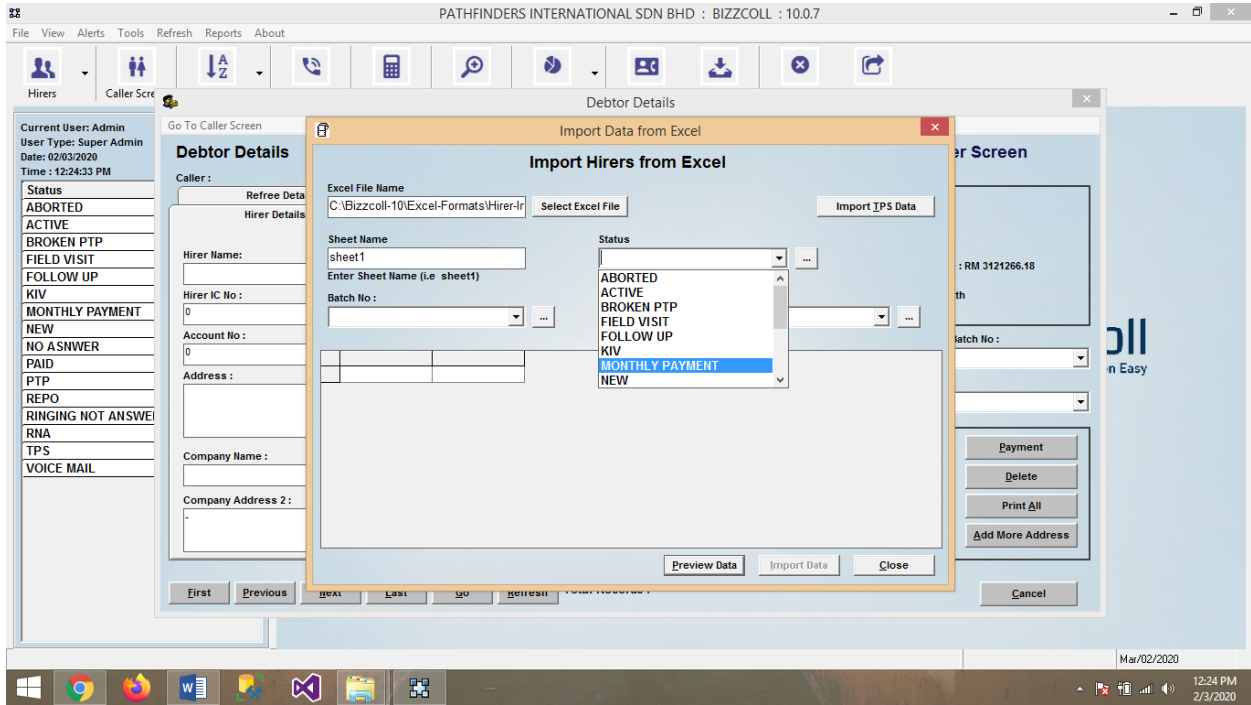 PATHFINDERS INTERNATIONAL SDN BHD : BIZZCOLL : 10.0.7
File View Alerts Tools Refresh Reports About
Hirers
Caller Scre
Debtor Details
Current User: Admin
User Type: Super Admin
Date: 02/03/2020
Time : 12:24:33 PM
Status
ABORTED
ACTIVE
BROKEN PTP
FIELD VISIT
FOLLOW UP
KIV
MONTHLY PAYMENT
NEW
NO ASNWER
PAID
PTP
REPO
RINGING NOT ANSWE
RNA
TPS
VOICE MAIL
Go To Caller Screen
Debtor Details
er Screen
Caller :
Refree Deta
Hirer Details
Hirer Name:
Hirer IC No :
0
Account No :
0
Address :
Company Name :
Company Address 2 :
-
Import Data from Excel
Import Hirers from Excel
Excel File Name
C:\Bizzcoll-10\Excel-Formats\Hirer-Ir
Select Excel File
Import TPS Data
Sheet Name
sheet1
Enter Sheet Name (i.e sheet1)
Batch No :
...
Status
...
ABORTED
ACTIVE
BROKEN PTP
FIELD VISIT
FOLLOW UP
KIV
MONTHLY PAYMENT
NEW
...
Preview Data
Import Data
Close
: RM 3121266.18
th
Batch No :
Payment
Delete
Print All
Add More Address
First
Previous
Next
Last
Go
Refresh
Total Records :
Cancel
oll
n Easy
Mar/02/2020
12:24 PM
2/3/2020